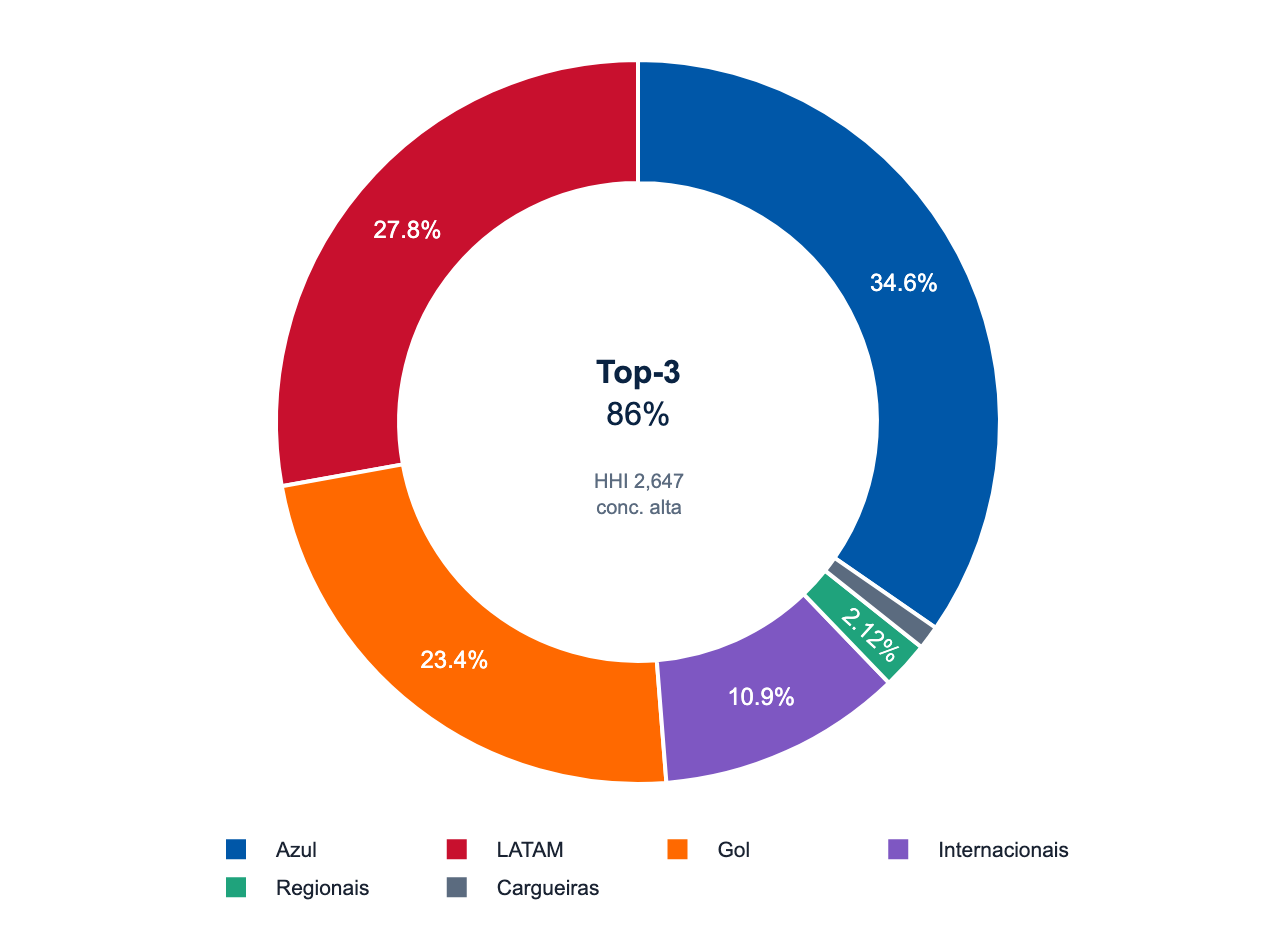 27.8%
34.6%
Top-3
86%
HHI 2,647
conc. alta
2.12%
23.4%
10.9%
Azul
LATAM
Gol
Internacionais
Regionais
Cargueiras